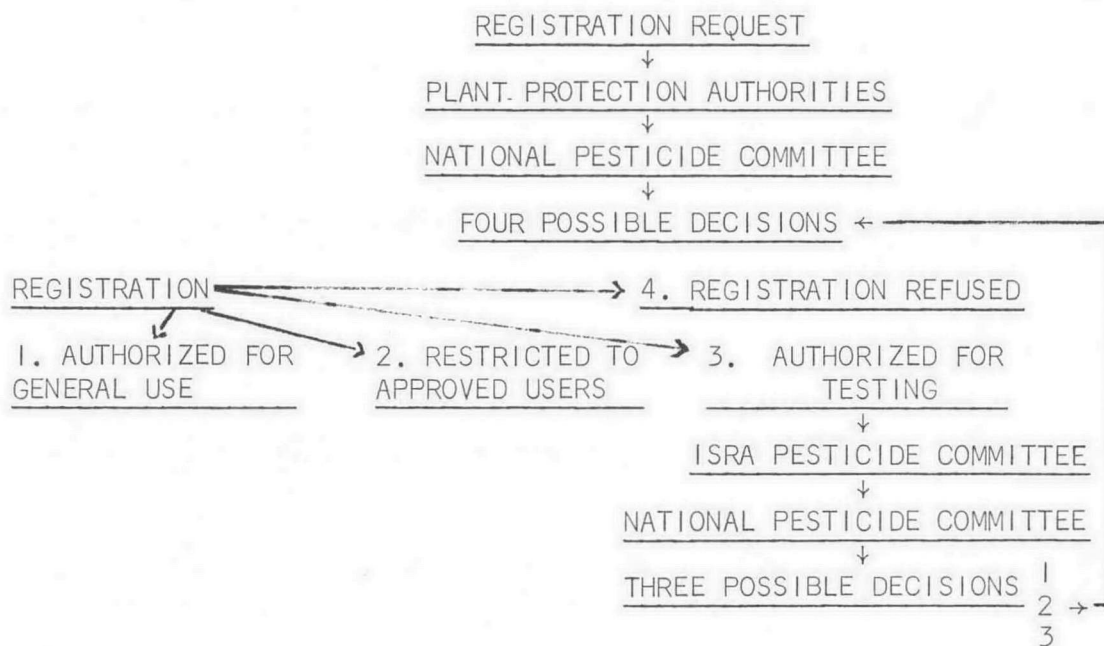 REGISTRATION REQUEST
↓
PLANT PROTECTION AUTHORITIES
↓
NATIONAL PESTICIDE COMMITTEE
↓
FOUR POSSIBLE DECISIONS ←
REGISTRATION → 4. REGISTRATION REFUSED
1. AUTHORIZED FOR
GENERAL USE
2. RESTRICTED TO
APPROVED USERS
3. AUTHORIZED FOR
TESTING
↓
ISRA PESTICIDE COMMITTEE
↓
NATIONAL PESTICIDE COMMITTEE
↓
THREE POSSIBLE DECISIONS
1
2 →
3